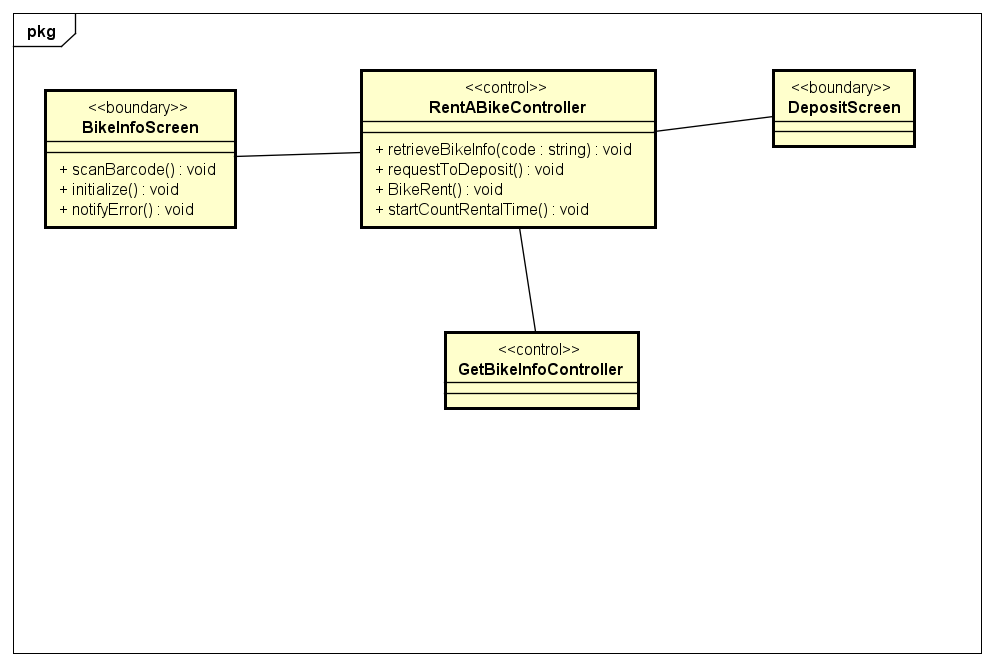 pkg
<<boundary>>
BikeInfoScreen
+ scanBarcode() : void
+ initialize() : void
+ notifyError() : void
<<control>>
RentABikeController
+ retrieveBikeInfo(code : string) : void
+ requestToDeposit() : void
+ BikeRent() : void
+ startCountRentalTime() : void
<<boundary>>
DepositScreen
<<control>>
GetBikeInfoController